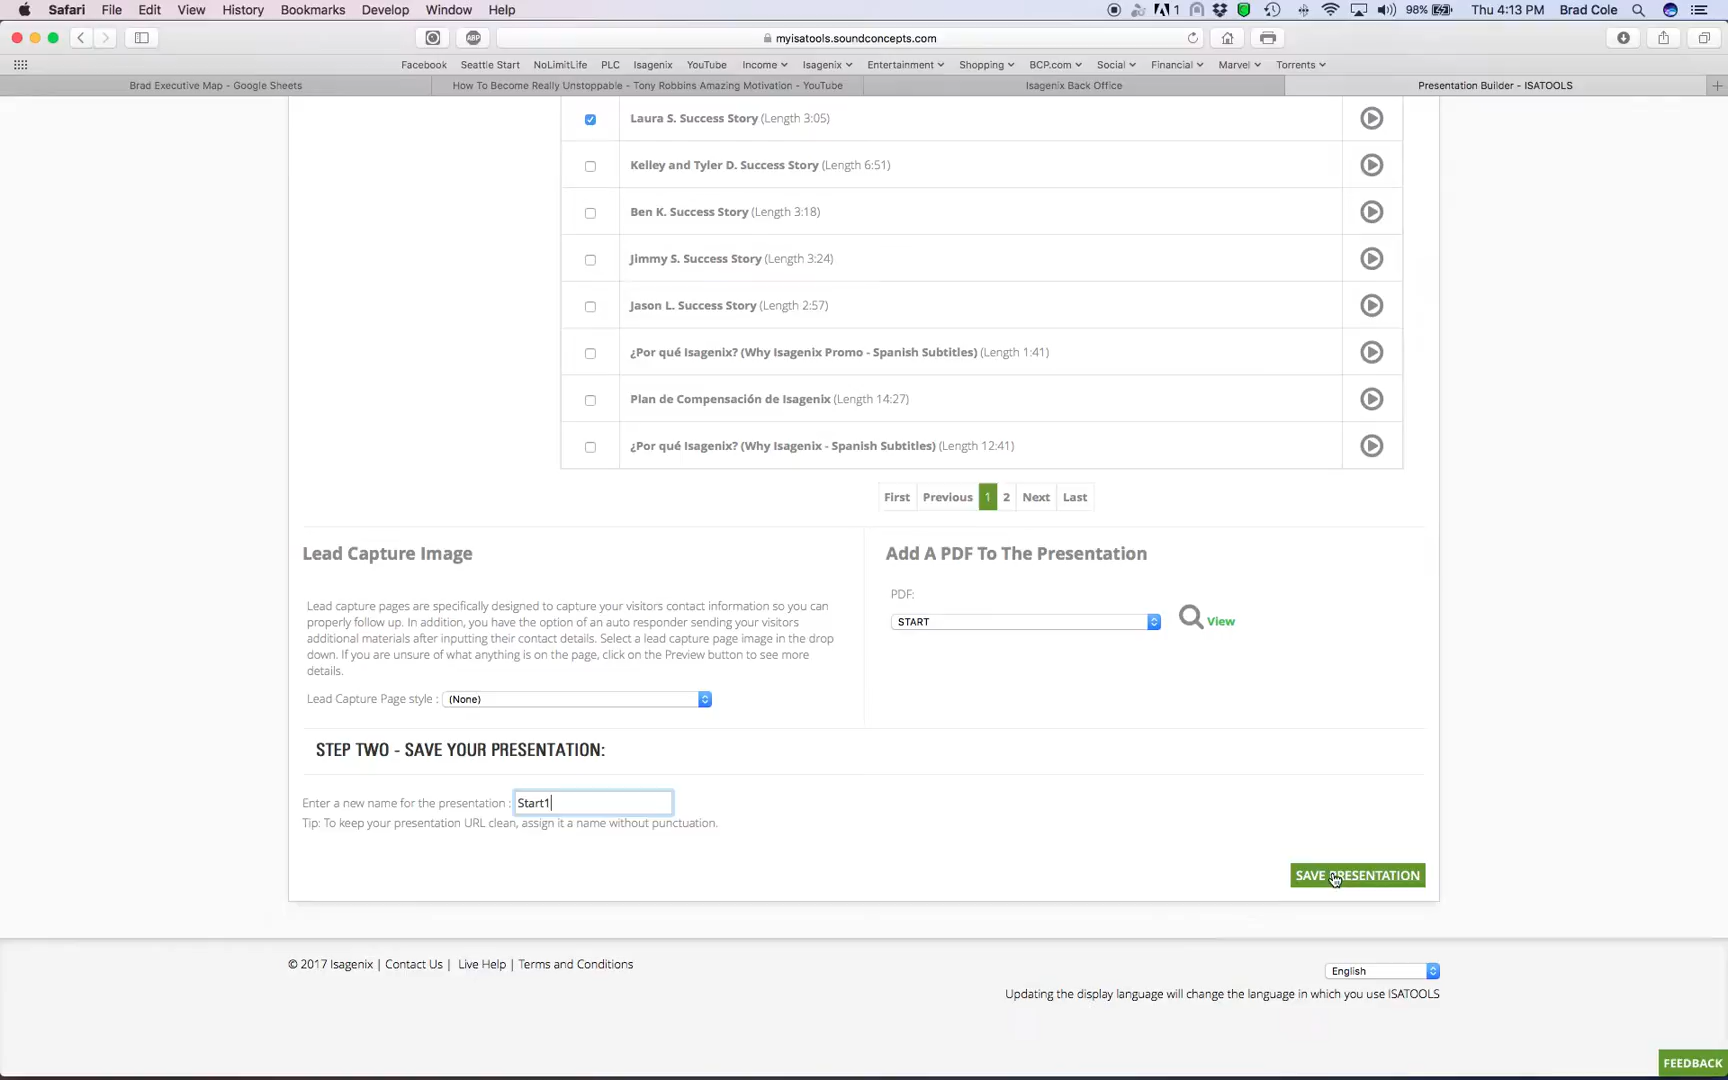 Safari File Edit View History Bookmarks Develop Window Help 1 98% Thu 4:13 PM Brad Cole
myisatools.soundconcepts.com
ABP
Facebook Seattle Start NoLimitLife PLC Isagenix YouTube Income Isagenix Entertainment Shopping BCP.com Social Financial Marvel Torrents
Brad Executive Map - Google Sheets How To Become Really Unstoppable - Tony Robbins Amazing Motivation - YouTube Isagenix Back Office Presentation Builder - ISATOOLS
Laura S. Success Story (Length 3:05)
Kelley and Tyler D. Success Story (Length 6:51)
Ben K. Success Story (Length 3:18)
Jimmy S. Success Story (Length 3:24)
Jason L. Success Story (Length 2:57)
¿Por qué Isagenix? (Why Isagenix Promo - Spanish Subtitles) (Length 1:41)
Plan de Compensación de Isagenix (Length 14:27)
¿Por qué Isagenix? (Why Isagenix - Spanish Subtitles) (Length 12:41)
First Previous 1 2 Next Last
Lead Capture Image
Lead capture pages are specifically designed to capture your visitors contact information so you can
properly follow up. In addition, you have the option of an auto responder sending your visitors
additional materials after inputting their contact details. Select a lead capture page image in the drop
down. If you are unsure of what anything is on the page, click on the Preview button to see more
details.
Lead Capture Page style : (None)
Add A PDF To The Presentation
PDF:
START View
STEP TWO - SAVE YOUR PRESENTATION:
Enter a new name for the presentation : Start1
Tip: To keep your presentation URL clean, assign it a name without punctuation.
SAVE PRESENTATION
© 2017 Isagenix | Contact Us | Live Help | Terms and Conditions
English
Updating the display language will change the language in which you use ISATOOLS
FEEDBACK